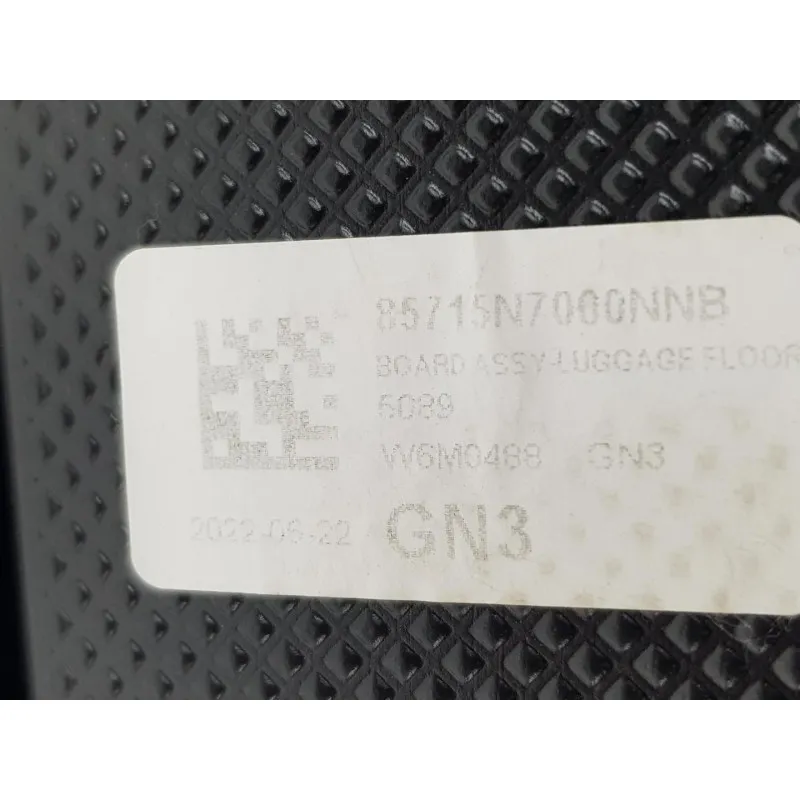 85715N7000NNB
BOARD ASSY-LUGGAGE FLOOR
6089
W6M0488 GN3
2022-06-22 GN3